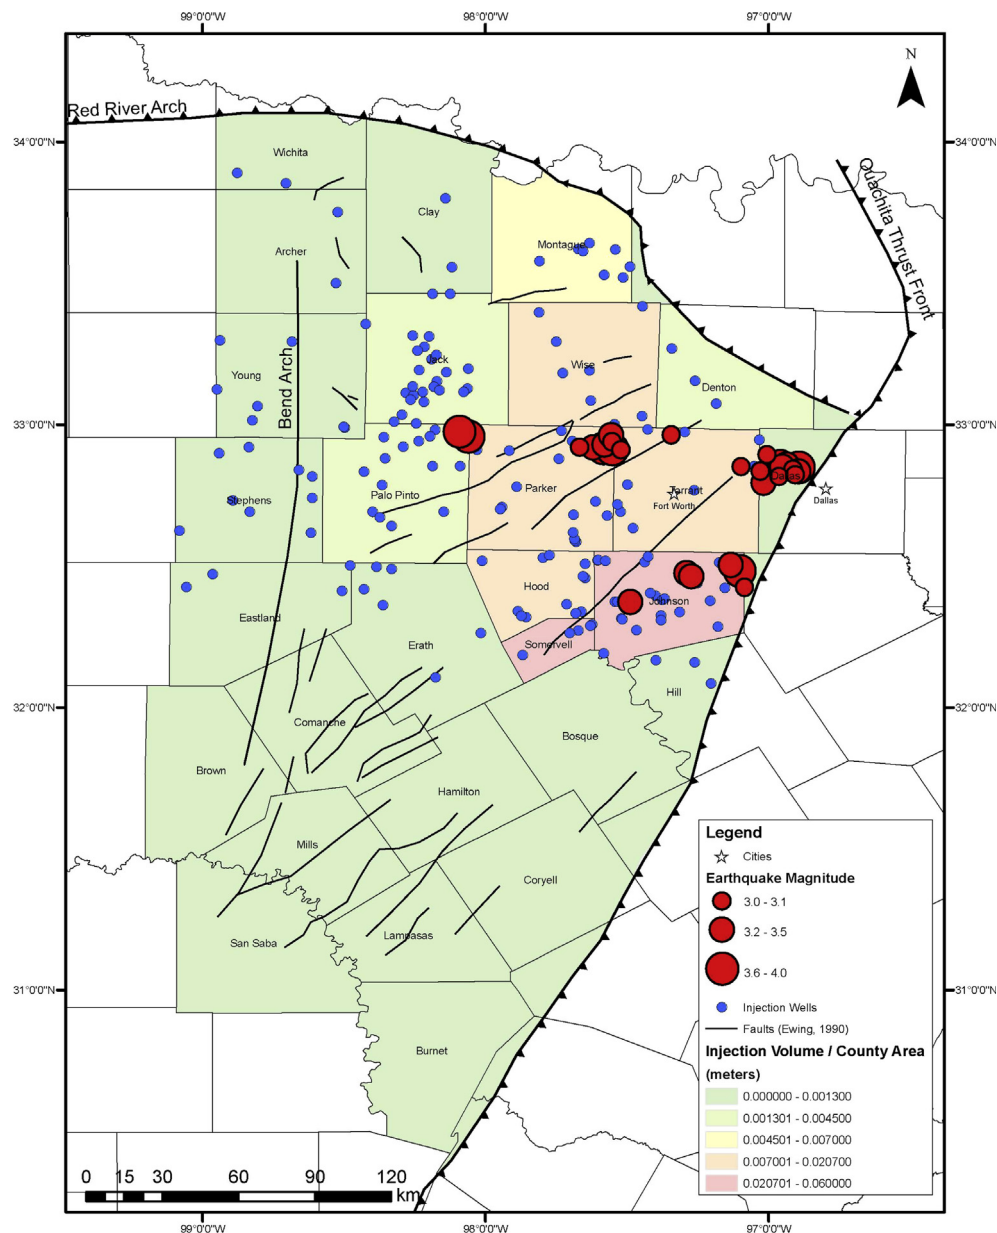 99°0'0"W 98°0'0"W 97°0'0"W
N
Red River Arch
34°0'0"N 34°0'0"N
Wichita
Ouachita Thrust Front
Clay
Montague
Archer
Jack
Wise
Young
Bend Arch
Denton
33°0'0"N 33°0'0"N
Stephens
Palo Pinto
Parker
Tarrant
Fort Worth
Dallas
Dallas
Hood
Johnson
Eastland
Erath
Somervell
Hill
32°0'0"N 32°0'0"N
Comanche
Bosque
Brown
Hamilton
Mills
Coryell
San Saba
Lampasas
31°0'0"N 31°0'0"N
Burnet
Legend
Cities
Earthquake Magnitude
3.0 - 3.1
3.2 - 3.5
3.6 - 4.0
Injection Wells
Faults (Ewing, 1990)
Injection Volume / County Area
(meters)
0.000000 - 0.001300
0.001301 - 0.004500
0.004501 - 0.007000
0.007001 - 0.020700
0.020701 - 0.060000
0 15 30 60 90 120
km
99°0'0"W 98°0'0"W 97°0'0"W